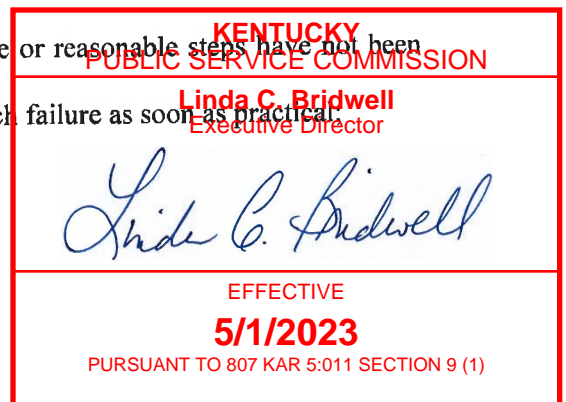 KENTUCKY
e or reasonable steps have not been
PUBLIC SERVICE COMMISSION
Linda C. Bridwell
ch failure as soon as practical,
Executive Director
Linda C. Bridwell
EFFECTIVE
5/1/2023
PURSUANT TO 807 KAR 5:011 SECTION 9 (1)